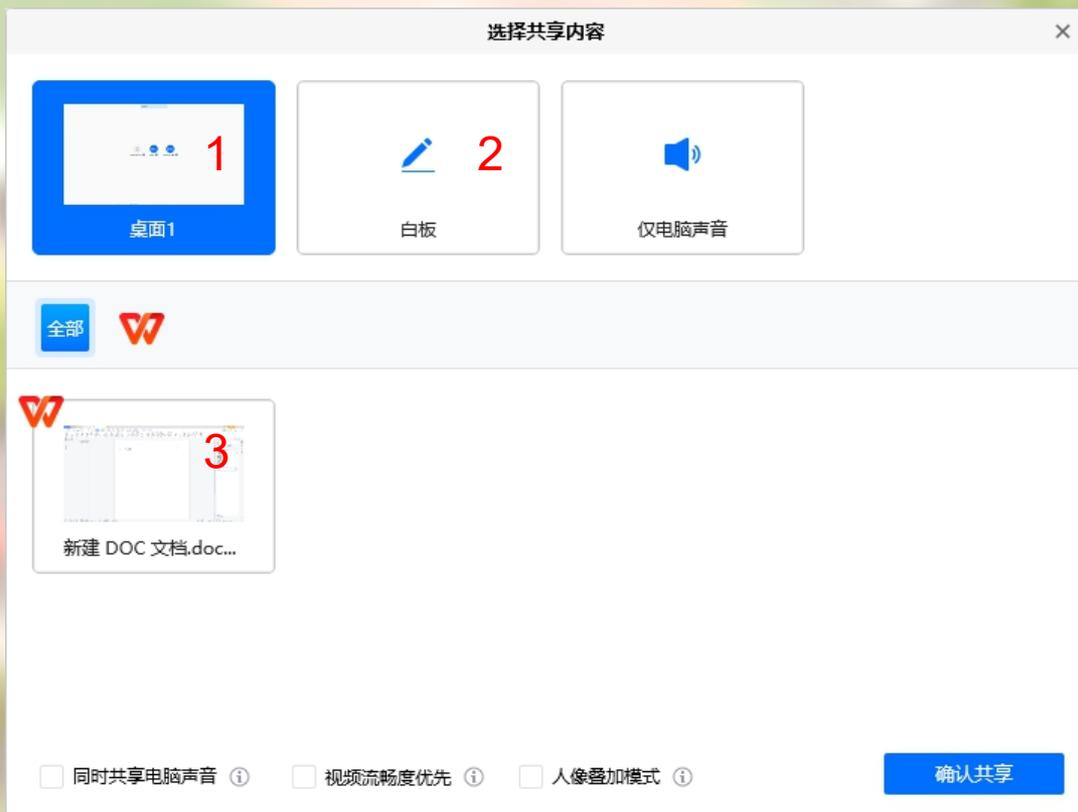 选择共享内容
1
2
桌面1
白板
仅电脑声音
全部
3
新建 DOC 文档.doc...
同时共享电脑声音
视频流畅度优先
人像叠加模式
确认共享